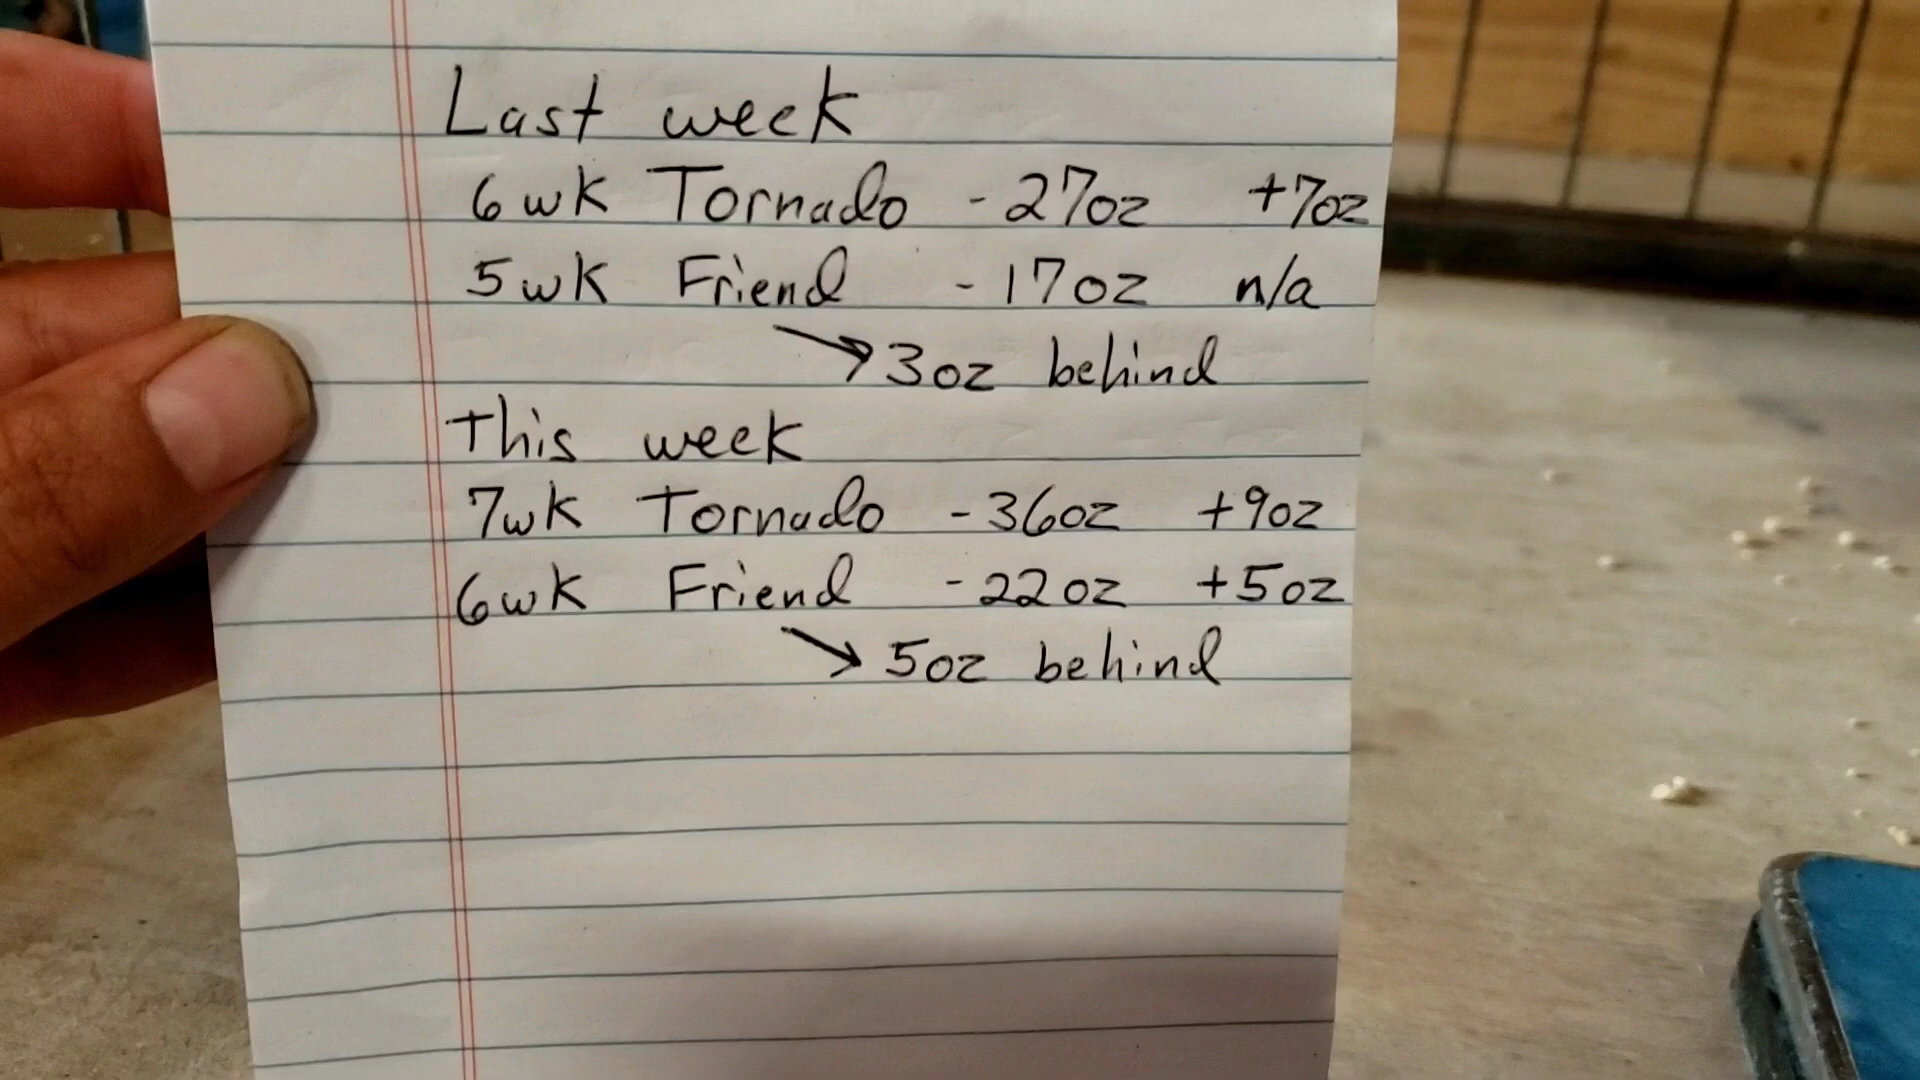 Last week
6wk Tornado -27oz +7oz
5wk Friend -17oz n/a
→ 3oz behind
This week
7wk Tornado -36oz +9oz
6wk Friend -22oz +5oz
→ 5oz behind